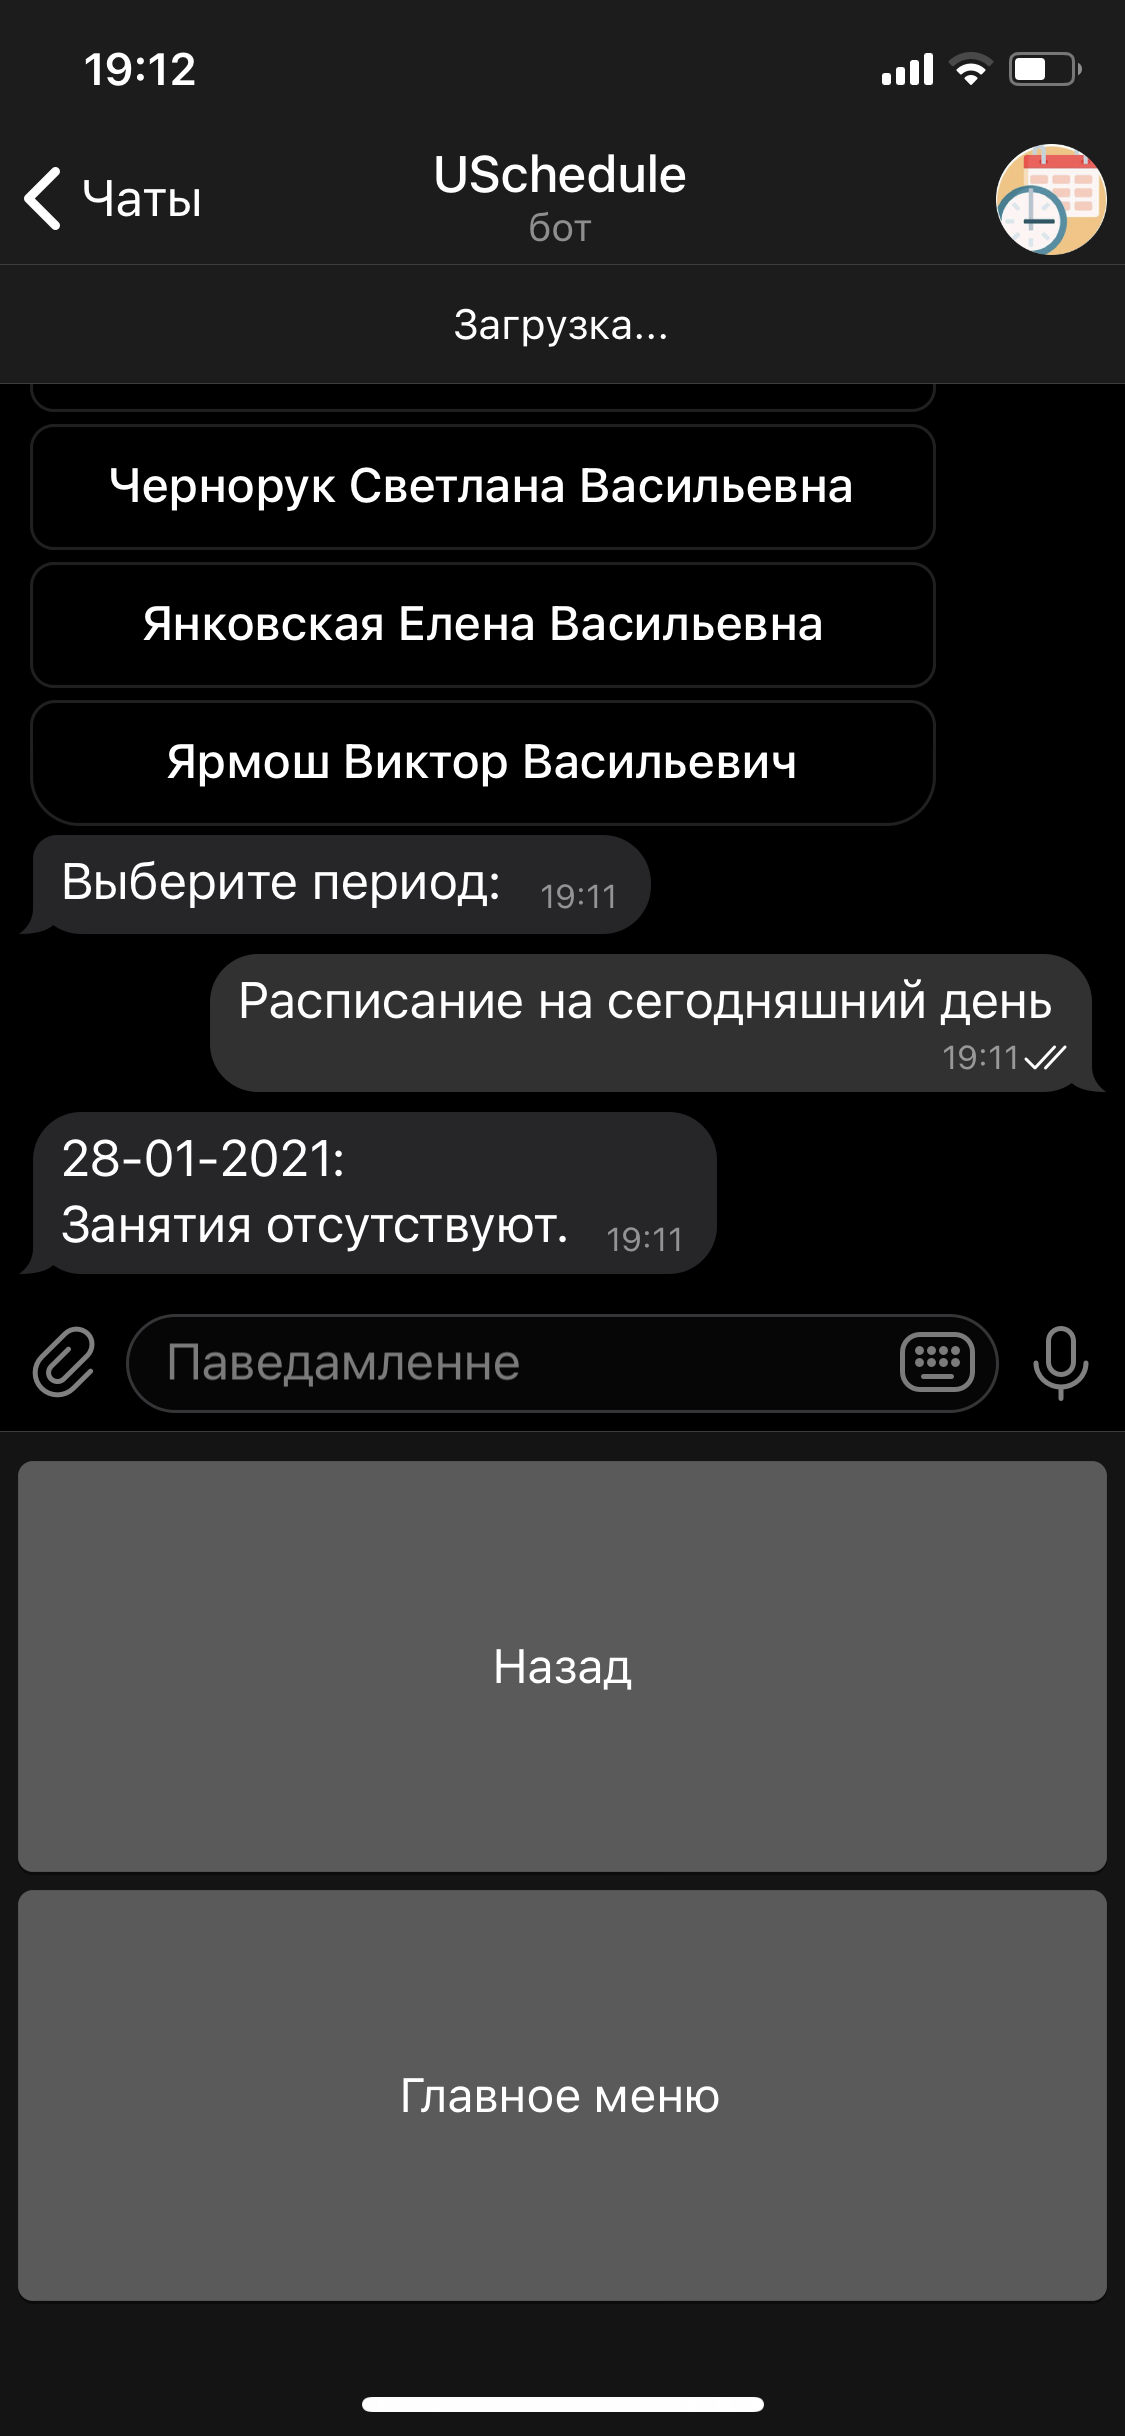 19:12
Чаты
USchedule
бот
Загрузка...
Чернорук Светлана Васильевна
Янковская Елена Васильевна
Ярмош Виктор Васильевич
Выберите период: 19:11
Расписание на сегодняшний день
19:11
28-01-2021:
Занятия отсутствуют. 19:11
Паведамленне
Назад
Главное меню